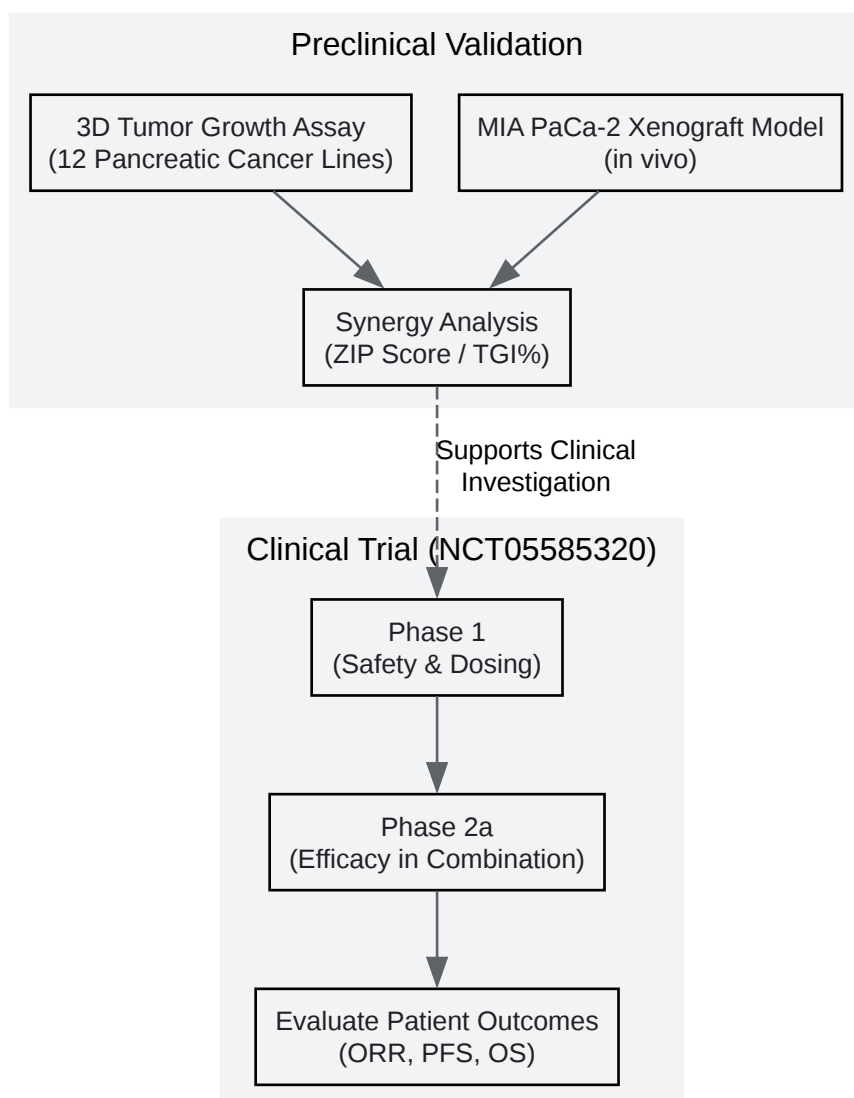 Preclinical Validation
3D Tumor Growth Assay
(12 Pancreatic Cancer Lines)
MIA PaCa-2 Xenograft Model
(in vivo)
Synergy Analysis
(ZIP Score / TGI%)
Supports Clinical
Investigation
Clinical Trial (NCT05585320)
Phase 1
(Safety & Dosing)
Phase 2a
(Efficacy in Combination)
Evaluate Patient Outcomes
(ORR, PFS, OS)